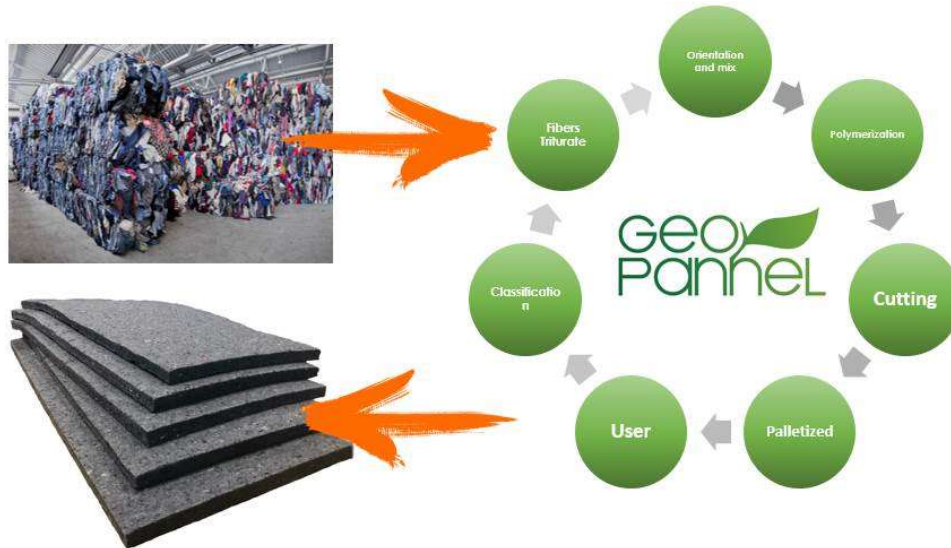 Orientation
and mix
Fibers
Triturate
Polymerization
GEO
PANNEL
Classificatio
n
Cutting
User
Palletized